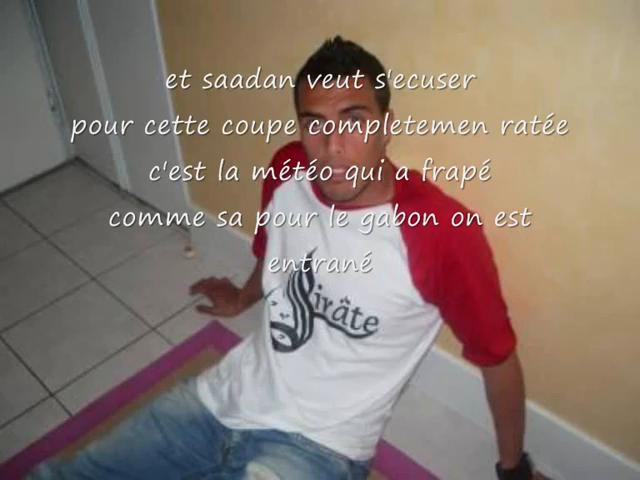 et saadan veut s'ecuser
pour cette coupe completemen ratée
c'est la météo qui a frapé
comme sa pour le gabon on est
entrané
Pirâte